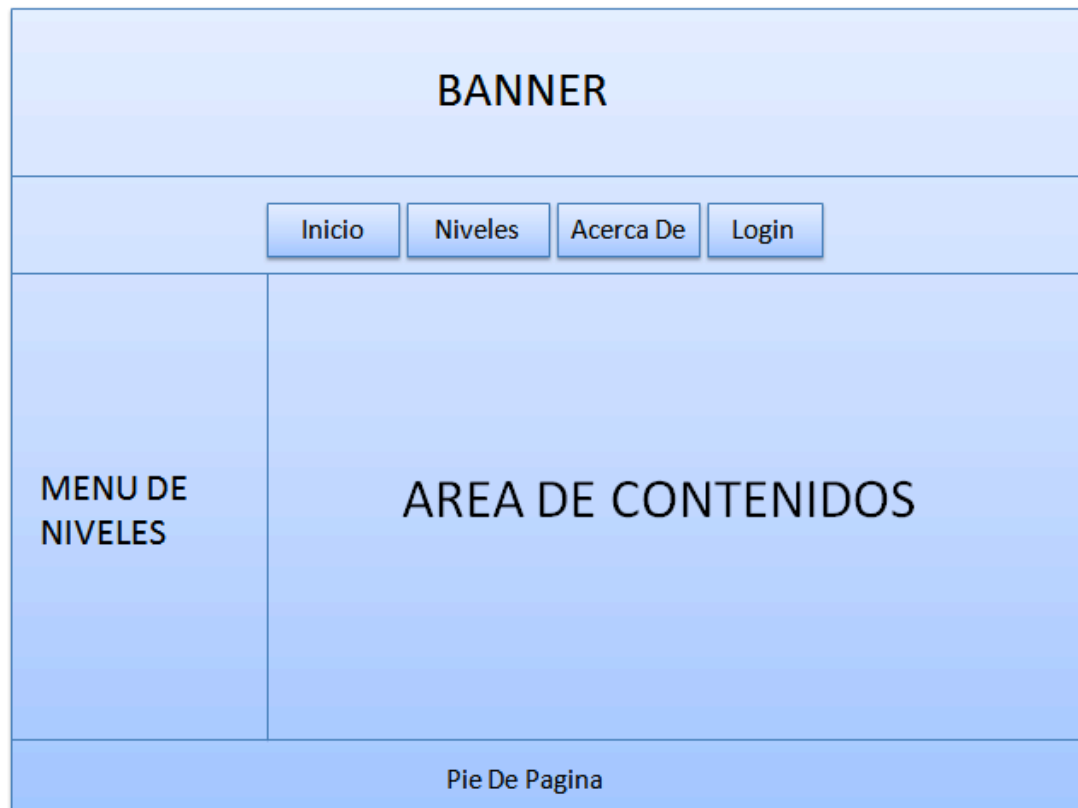 BANNER
Inicio Niveles Acerca De Login
MENU DE
NIVELES
AREA DE CONTENIDOS
Pie De Pagina